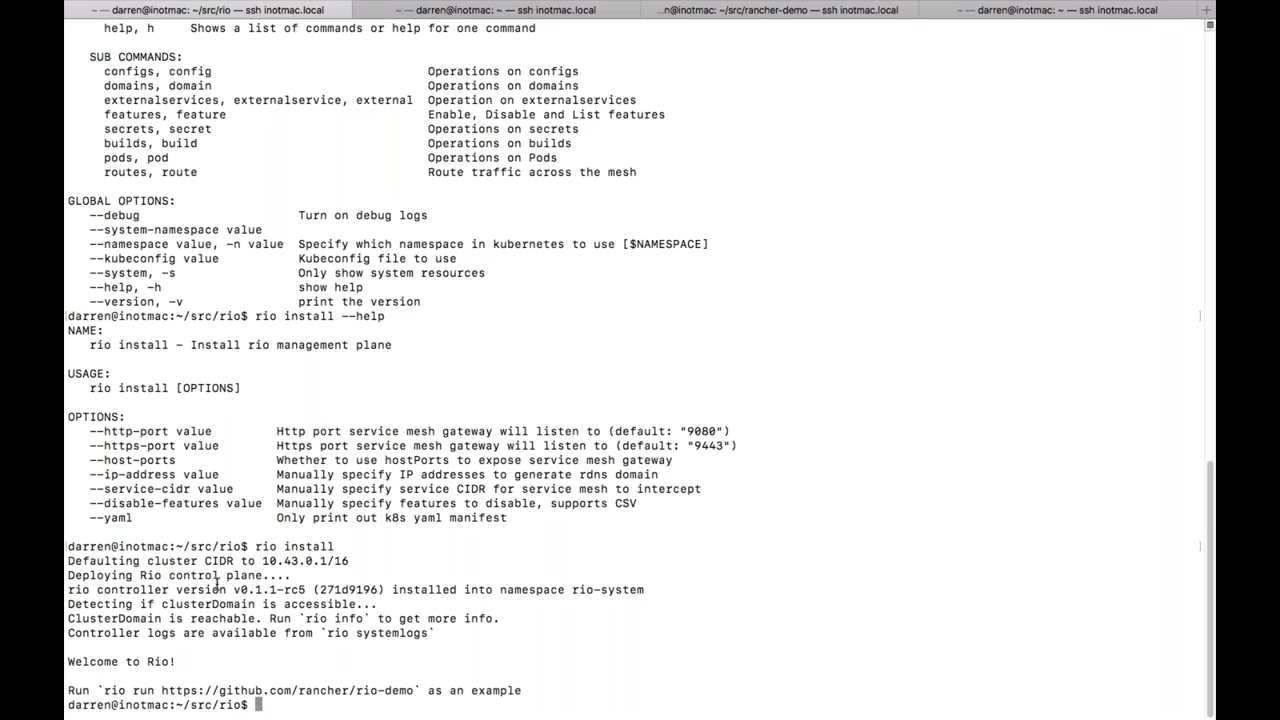 ~ — darren@inotmac: ~/src/rio — ssh inotmac.local
~ — darren@inotmac: ~ — ssh inotmac.local
...n@inotmac: ~/src/rancher-demo — ssh inotmac.local
~ — darren@inotmac: ~ — ssh inotmac.local
+
help, h     Shows a list of commands or help for one command
SUB COMMANDS:
configs, config                              Operations on configs
domains, domain                              Operations on domains
externalservices, externalservice, external  Operation on externalservices
features, feature                            Enable, Disable and List features
secrets, secret                              Operations on secrets
builds, build                                Operations on builds
pods, pod                                    Operations on Pods
routes, route                                Route traffic across the mesh
GLOBAL OPTIONS:
--debug                      Turn on debug logs
--system-namespace value
--namespace value, -n value  Specify which namespace in kubernetes to use [$NAMESPACE]
--kubeconfig value           Kubeconfig file to use
--system, -s                 Only show system resources
--help, -h                   show help
--version, -v                print the version
darren@inotmac:~/src/rio$ rio install --help
NAME:
rio install - Install rio management plane
USAGE:
rio install [OPTIONS]
OPTIONS:
--http-port value         Http port service mesh gateway will listen to (default: "9080")
--https-port value        Https port service mesh gateway will listen to (default: "9443")
--host-ports              Whether to use hostPorts to expose service mesh gateway
--ip-address value        Manually specify IP addresses to generate rdns domain
--service-cidr value      Manually specify service CIDR for service mesh to intercept
--disable-features value  Manually specify features to disable, supports CSV
--yaml                    Only print out k8s yaml manifest
darren@inotmac:~/src/rio$ rio install
Defaulting cluster CIDR to 10.43.0.1/16
Deploying Rio control plane....
rio controller version v0.1.1-rc5 (271d9196) installed into namespace rio-system
Detecting if clusterDomain is accessible...
ClusterDomain is reachable. Run `rio info` to get more info.
Controller logs are available from `rio systemlogs`
Welcome to Rio!
Run `rio run https://github.com/rancher/rio-demo` as an example
darren@inotmac:~/src/rio$